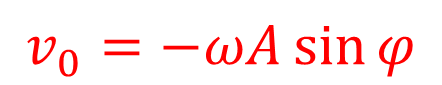 v₀ = −ωA sin φ